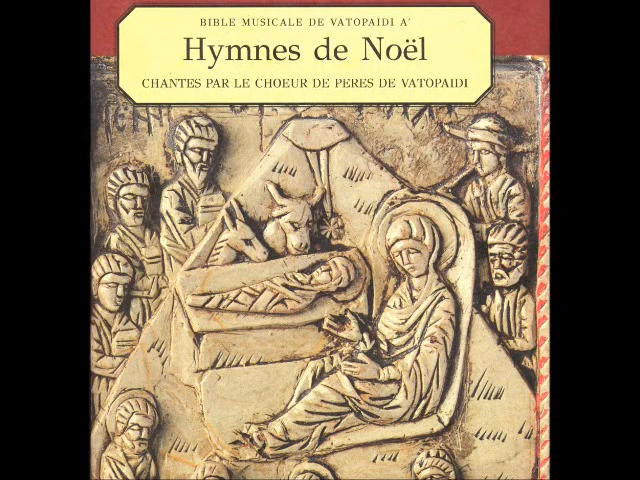 BIBLE MUSICALE DE VATOPAIDI A'
Hymnes de Noël
CHANTES PAR LE CHOEUR DE PERES DE VATOPAIDI